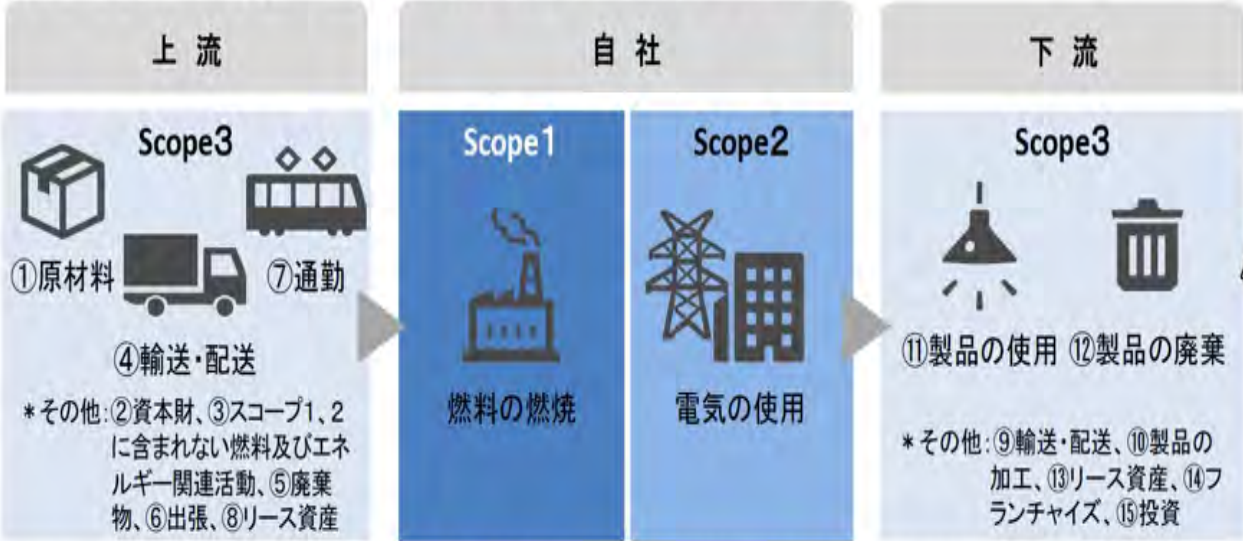 上流
自社
下流
Scope3
①原材料
⑦通勤
④輸送・配送
＊その他：②資本財、③スコープ1、2
に含まれない燃料及びエネ
ルギー関連活動、⑤廃棄
物、⑥出張、⑧リース資産
Scope1
燃料の燃焼
Scope2
電気の使用
Scope3
⑪製品の使用 ⑫製品の廃棄
＊その他：⑨輸送・配送、⑩製品の
加工、⑬リース資産、⑭フ
ランチャイズ、⑮投資